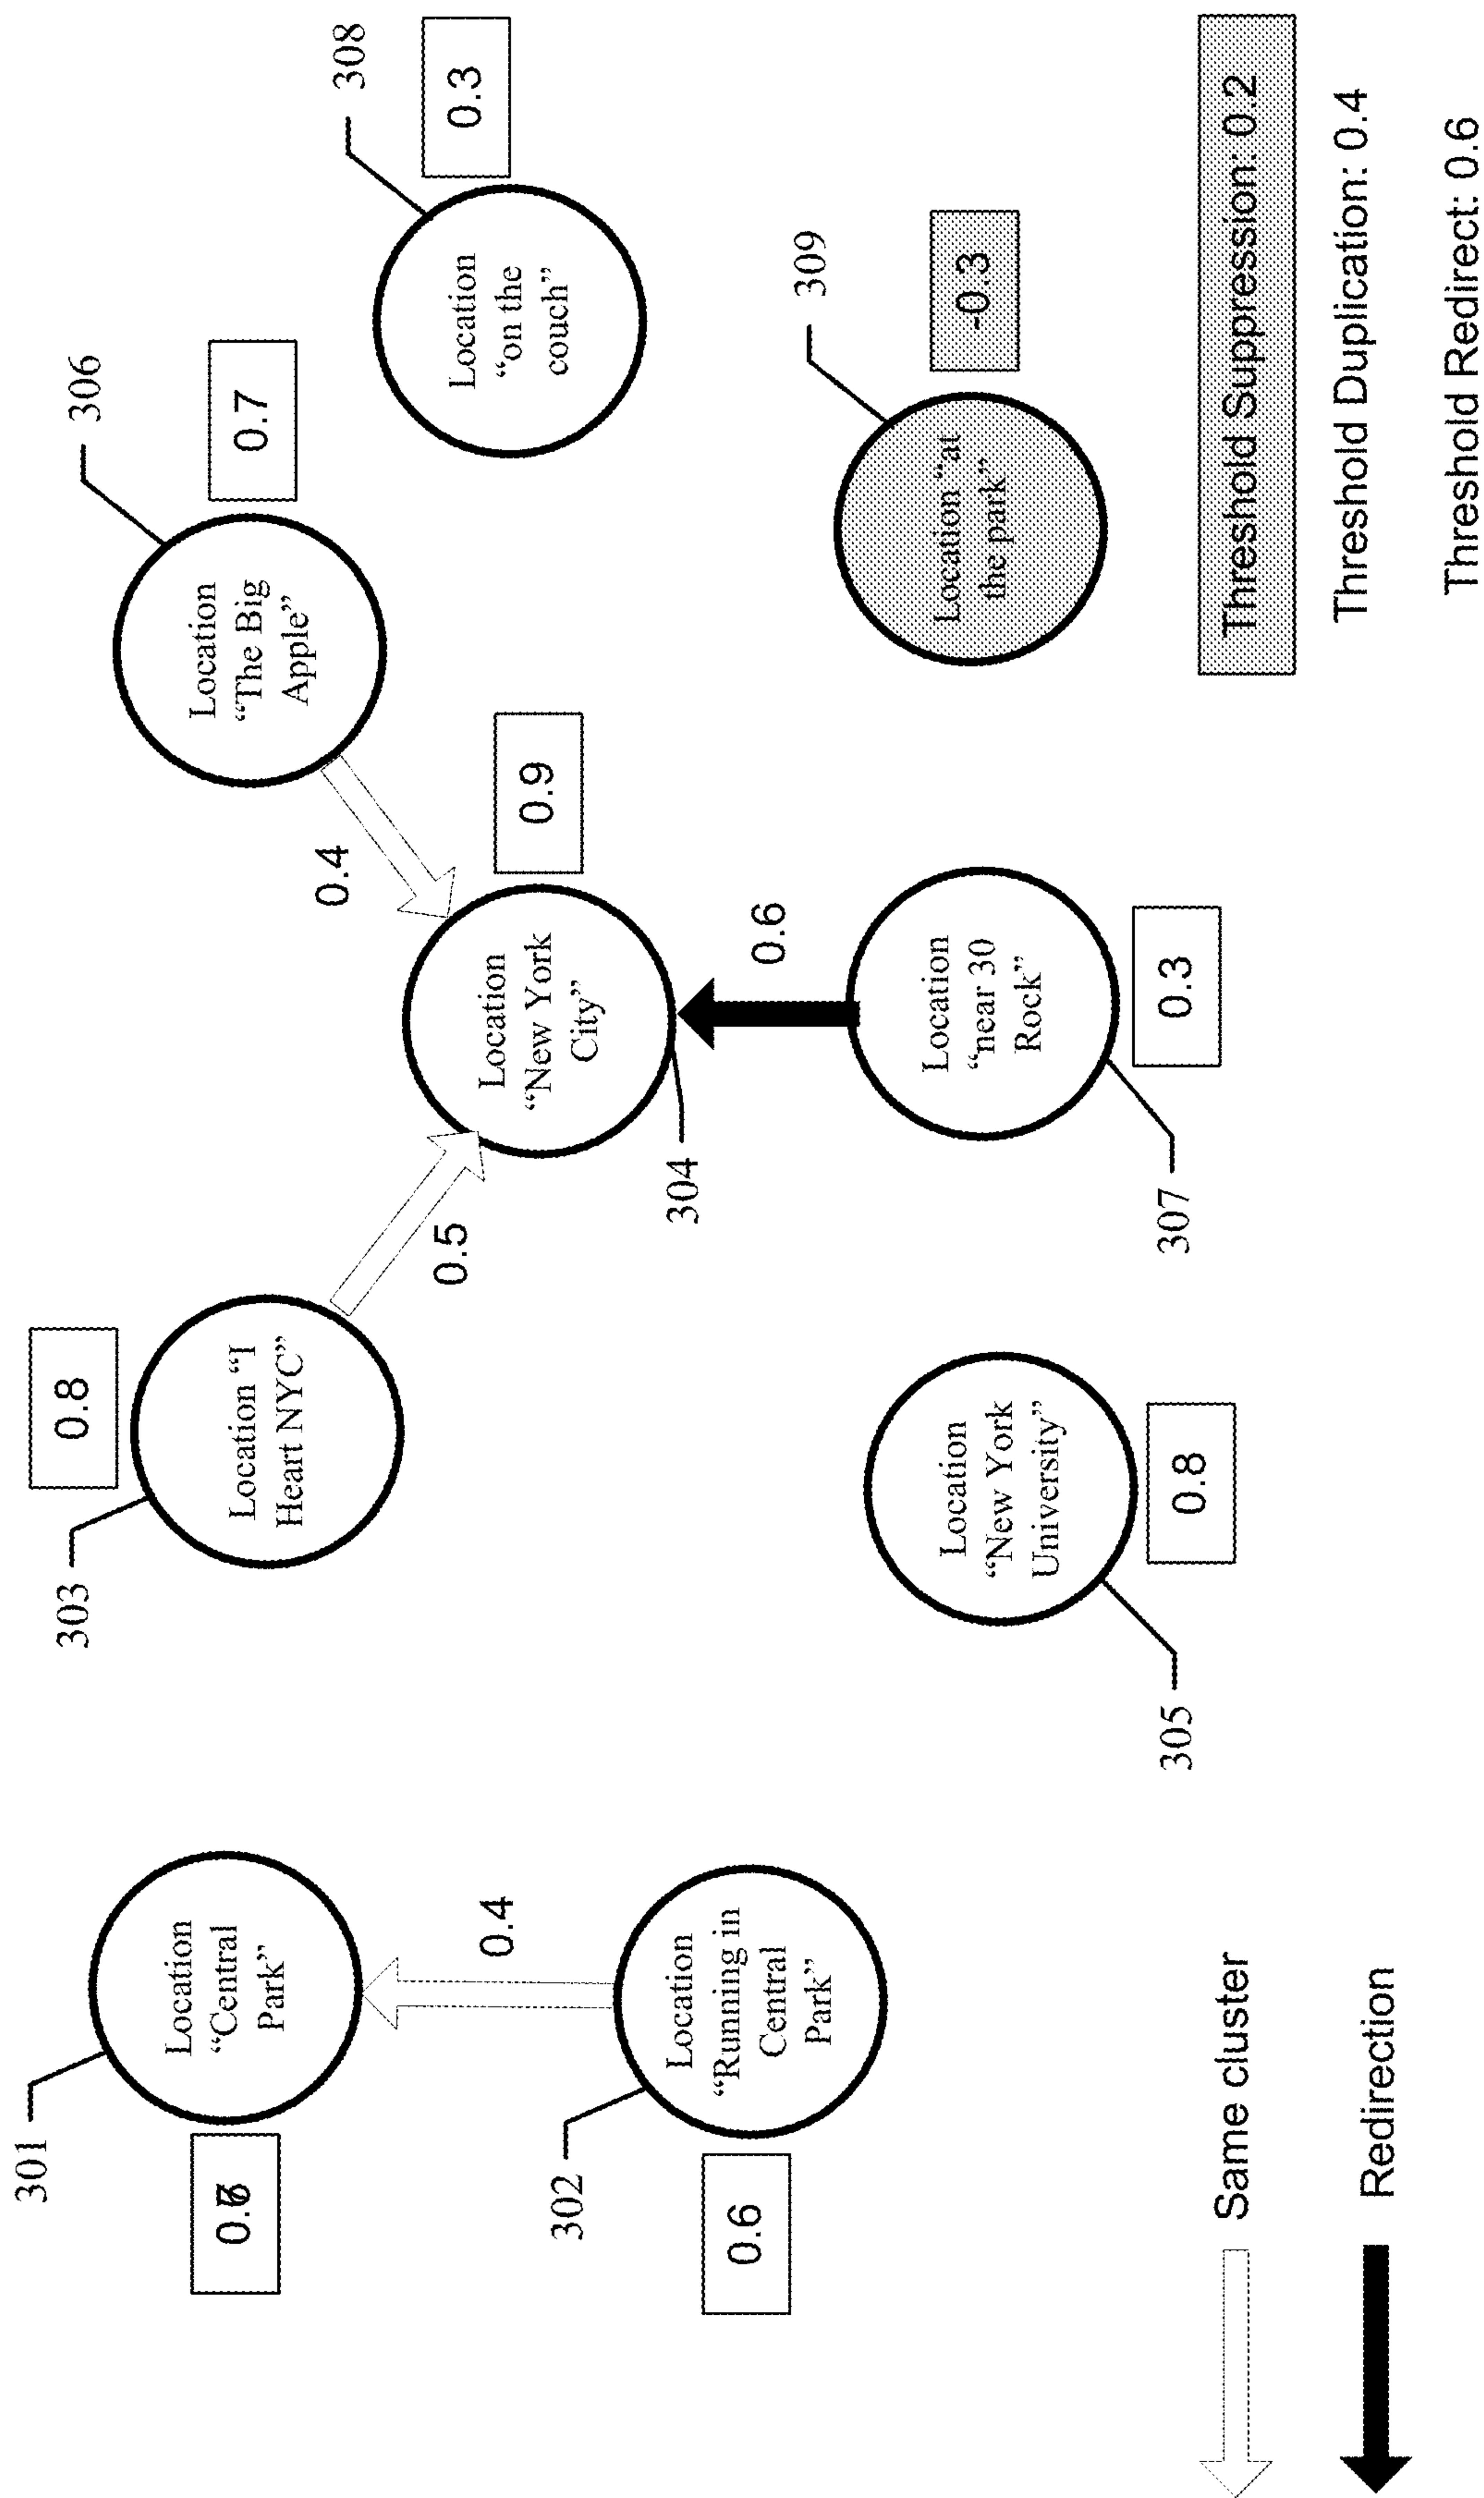 301
Location
“Central
Park”
0.4
302
Location
“Running in
Central
Park”
0.6
303
0.8
Location “I
Heart NYC”
0.5
304
Location
“New York
City”
0.9
0.4
306
0.7
Location
“The Big
Apple”
305
Location
“New York
University”
0.8
307
Location
“near 30
Rock”
0.3
0.6
308
0.3
Location
“on the
couch”
309
-0.3
Location “at
the park”
Same cluster
Redirection
Threshold Suppression: 0.2
Threshold Duplication: 0.4
Threshold Redirect: 0.6